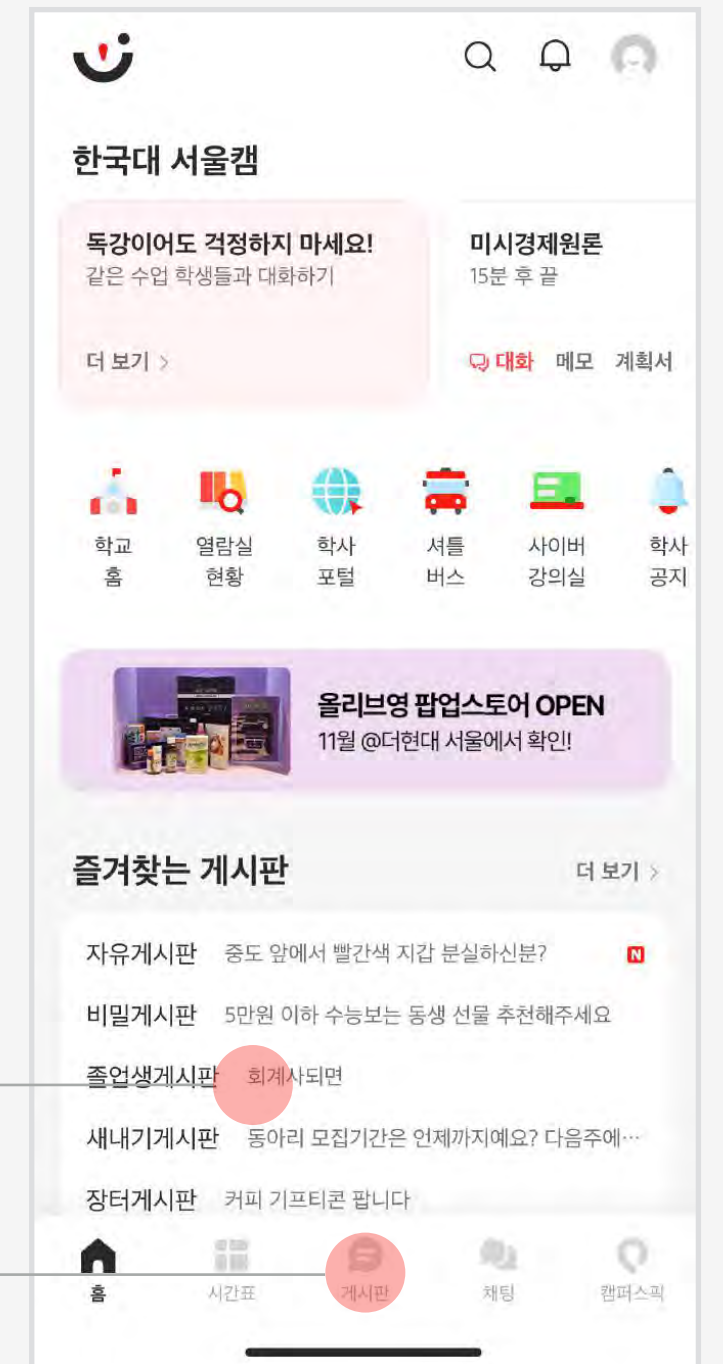 한국대 서울캠
독강이어도 걱정하지 마세요!
같은 수업 학생들과 대화하기
더 보기 >
미시경제원론
15분 후 끝
대화 메모 계획서
학교
홈
열람실
현황
학사
포털
셔틀
버스
사이버
강의실
학사
공지
올리브영 팝업스토어 OPEN
11월 @더현대 서울에서 확인!
즐겨찾는 게시판
더 보기 >
자유게시판 중도 앞에서 빨간색 지갑 분실하신분? N
비밀게시판 5만원 이하 수능보는 동생 선물 추천해주세요
졸업생게시판 회계사되면
새내기게시판 동아리 모집기간은 언제까지예요? 다음주에…
장터게시판 커피 기프티콘 팝니다
홈 시간표 게시판 채팅 캠퍼스픽